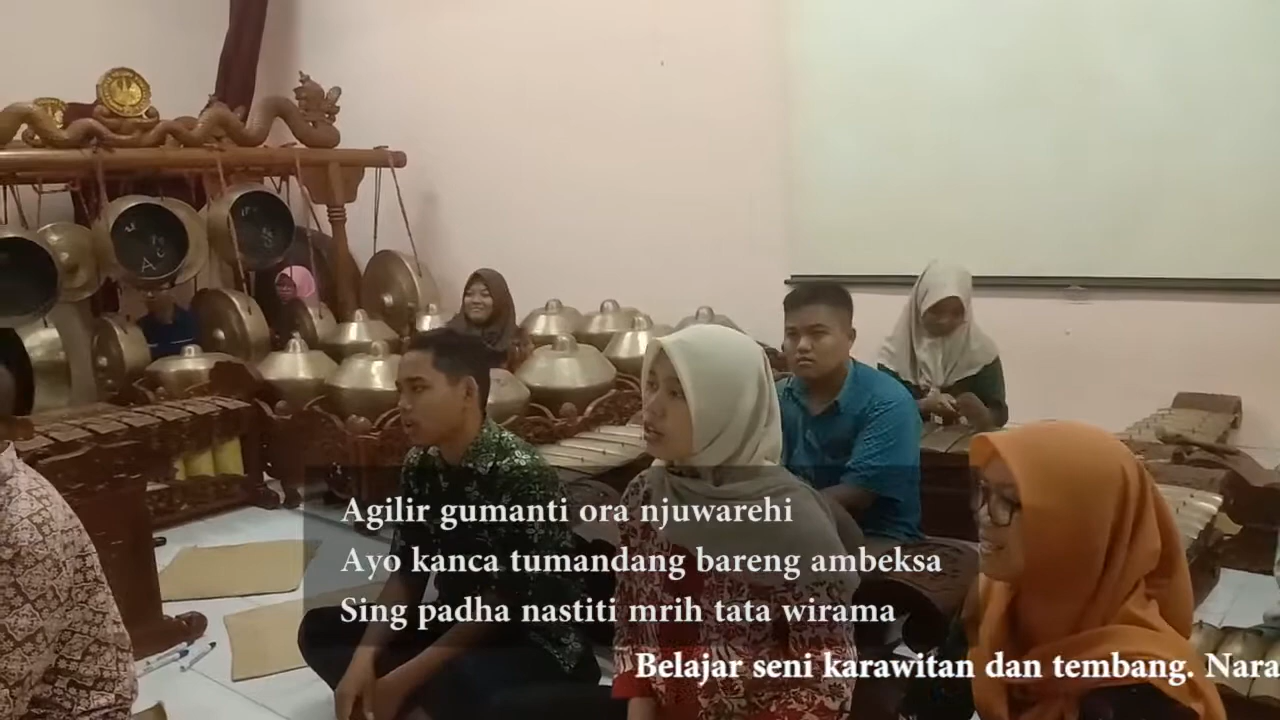 Agilir gumanti ora njuwarehi
Ayo kanca tumandang bareng ambeksa
Sing padha nastiti mrih tata wirama
Belajar seni karawitan dan tembang. Nara